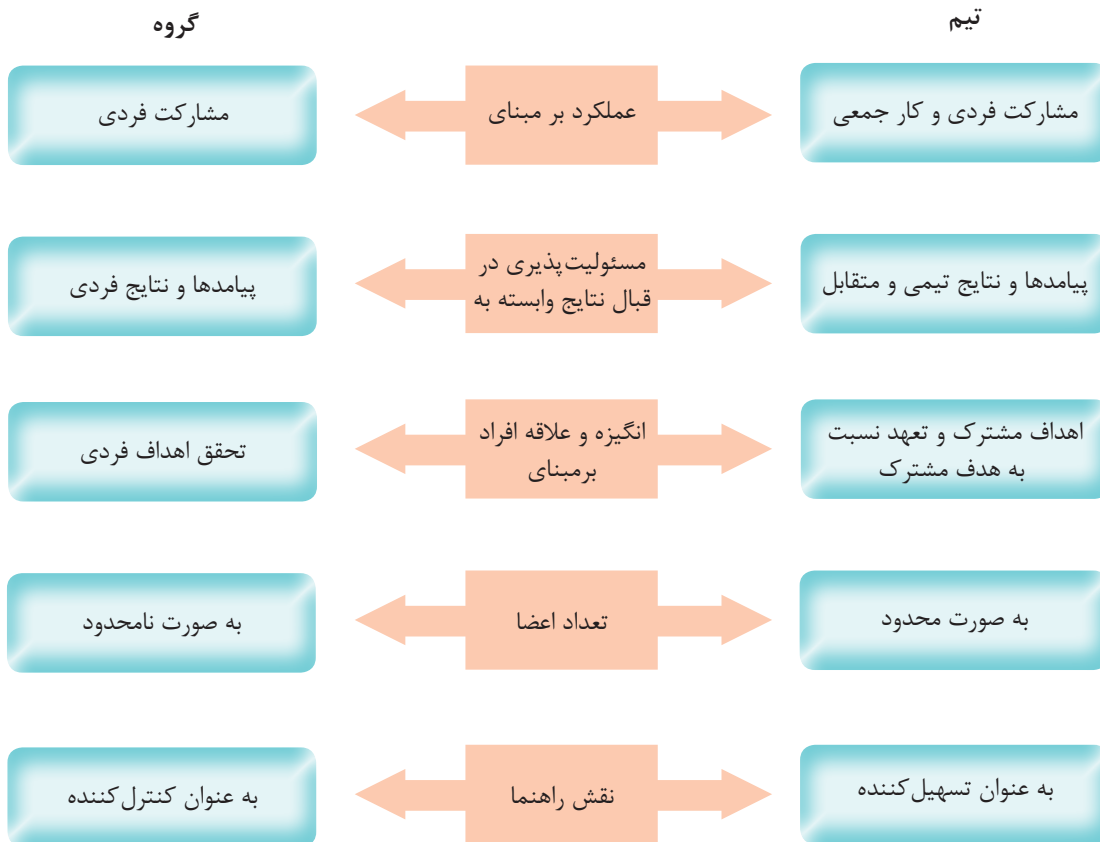 تیم
گروه
مشارکت فردی و کار جمعی
عملکرد بر مبنای
مشارکت فردی
پیامدها و نتایج تیمی و متقابل
مسئولیت‌پذیری در
قبال نتایج وابسته به
پیامدها و نتایج فردی
اهداف مشترک و تعهد نسبت
به هدف مشترک
انگیزه و علاقه افراد
برمبنای
تحقق اهداف فردی
به صورت محدود
تعداد اعضا
به صورت نامحدود
به عنوان تسهیل‌کننده
نقش راهنما
به عنوان کنترل‌کننده